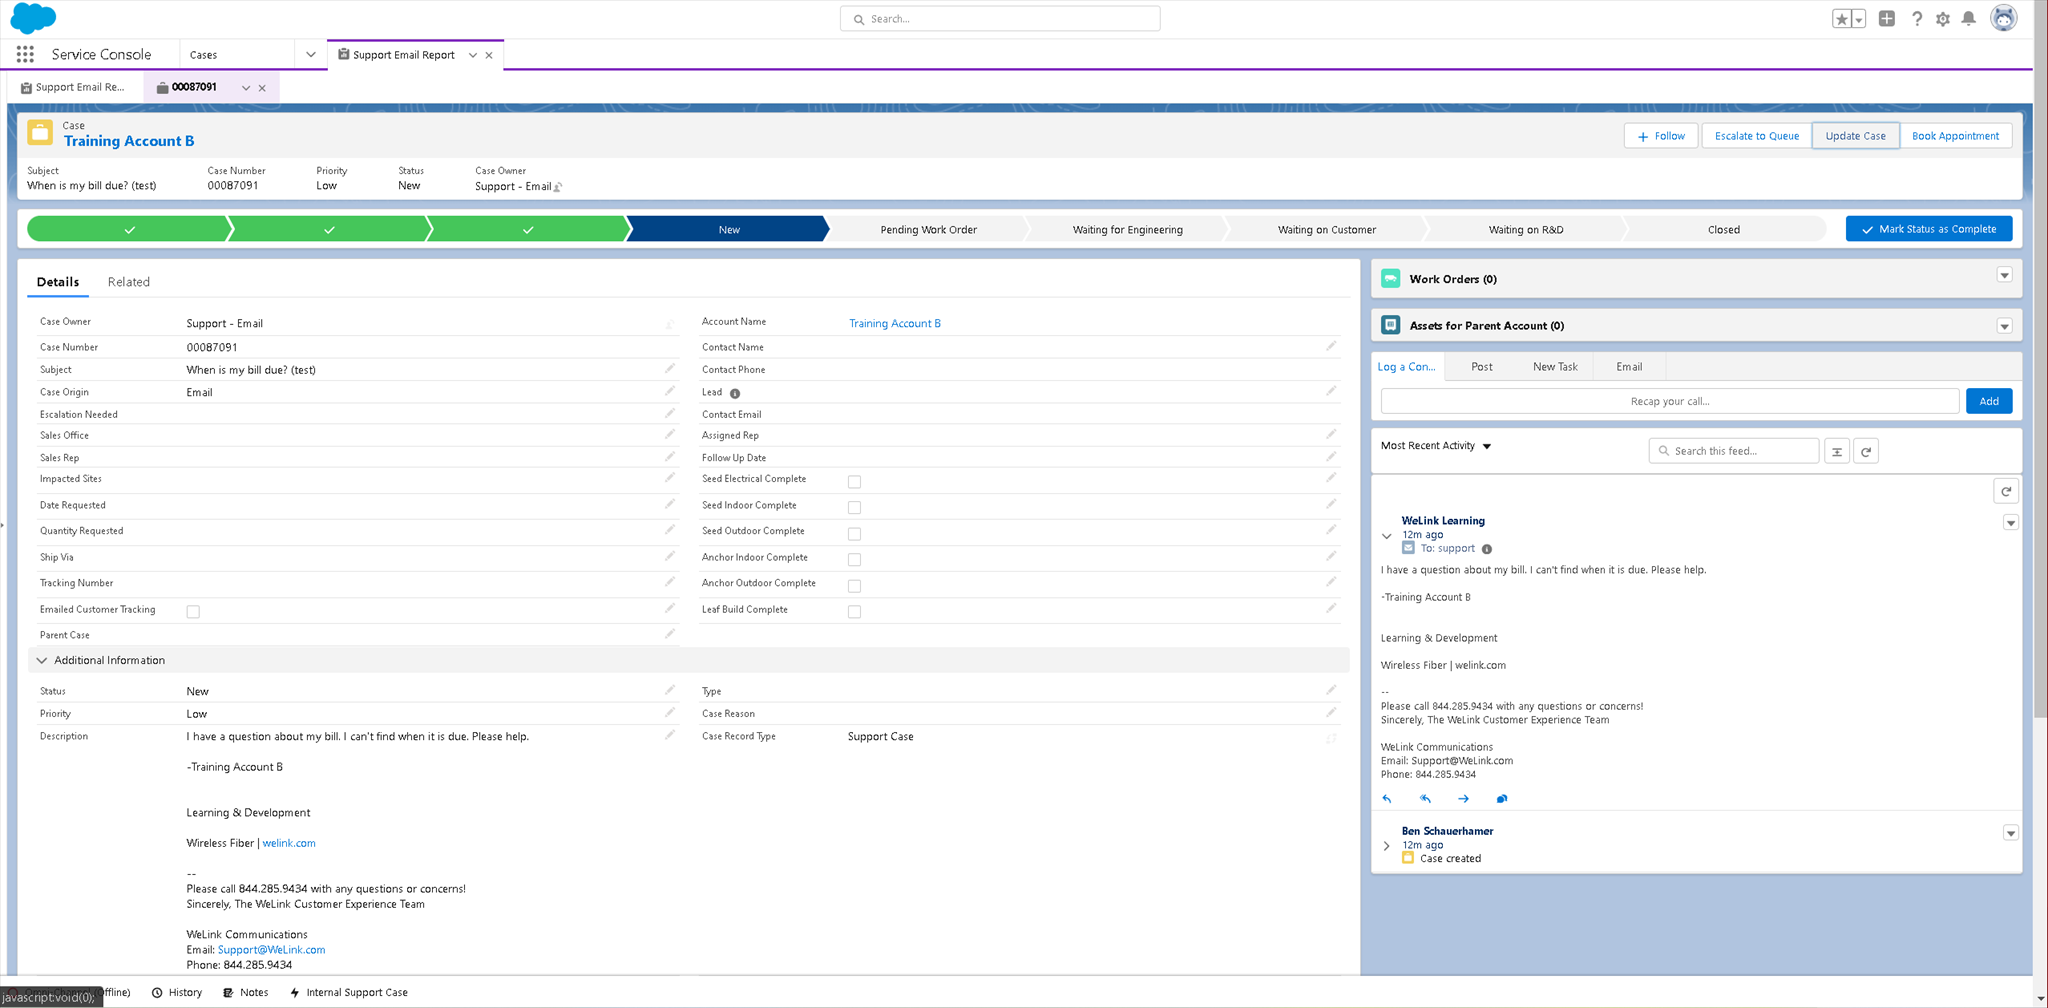 Search...
Service Console
Cases
Support Email Report
Support Email Re...
00087091
Case
Training Account B
Follow
Escalate to Queue
Update Case
Book Appointment
Subject
Case Number
Priority
Status
Case Owner
When is my bill due? (test)
00087091
Low
New
Support - Email
New
Pending Work Order
Waiting for Engineering
Waiting on Customer
Waiting on R&D
Closed
Mark Status as Complete
Details
Related
Case Owner
Support - Email
Case Number
00087091
Subject
When is my bill due? (test)
Case Origin
Email
Escalation Needed
Sales Office
Sales Rep
Impacted Sites
Date Requested
Quantity Requested
Ship Via
Tracking Number
Emailed Customer Tracking
Parent Case
Account Name
Training Account B
Contact Name
Contact Phone
Lead
Contact Email
Assigned Rep
Follow Up Date
Seed Electrical Complete
Seed Indoor Complete
Seed Outdoor Complete
Anchor Indoor Complete
Anchor Outdoor Complete
Leaf Build Complete
Additional Information
Status
New
Priority
Low
Description
I have a question about my bill. I can't find when it is due. Please help.
-Training Account B
Learning & Development
Wireless Fiber | welink.com
--
Please call 844.285.9434 with any questions or concerns!
Sincerely, The WeLink Customer Experience Team
WeLink Communications
Email: Support@WeLink.com
Phone: 844.285.9434
Type
Case Reason
Case Record Type
Support Case
Work Orders (0)
Assets for Parent Account (0)
Log a Con...
Post
New Task
Email
Recap your call...
Add
Most Recent Activity
Search this feed...
WeLink Learning
12m ago
To: support
I have a question about my bill. I can't find when it is due. Please help.
-Training Account B
Learning & Development
Wireless Fiber | welink.com
--
Please call 844.285.9434 with any questions or concerns!
Sincerely, The WeLink Customer Experience Team
WeLink Communications
Email: Support@WeLink.com
Phone: 844.285.9434
Ben Schauerhamer
12m ago
Case created
javascript:void(0);
History
Notes
Internal Support Case